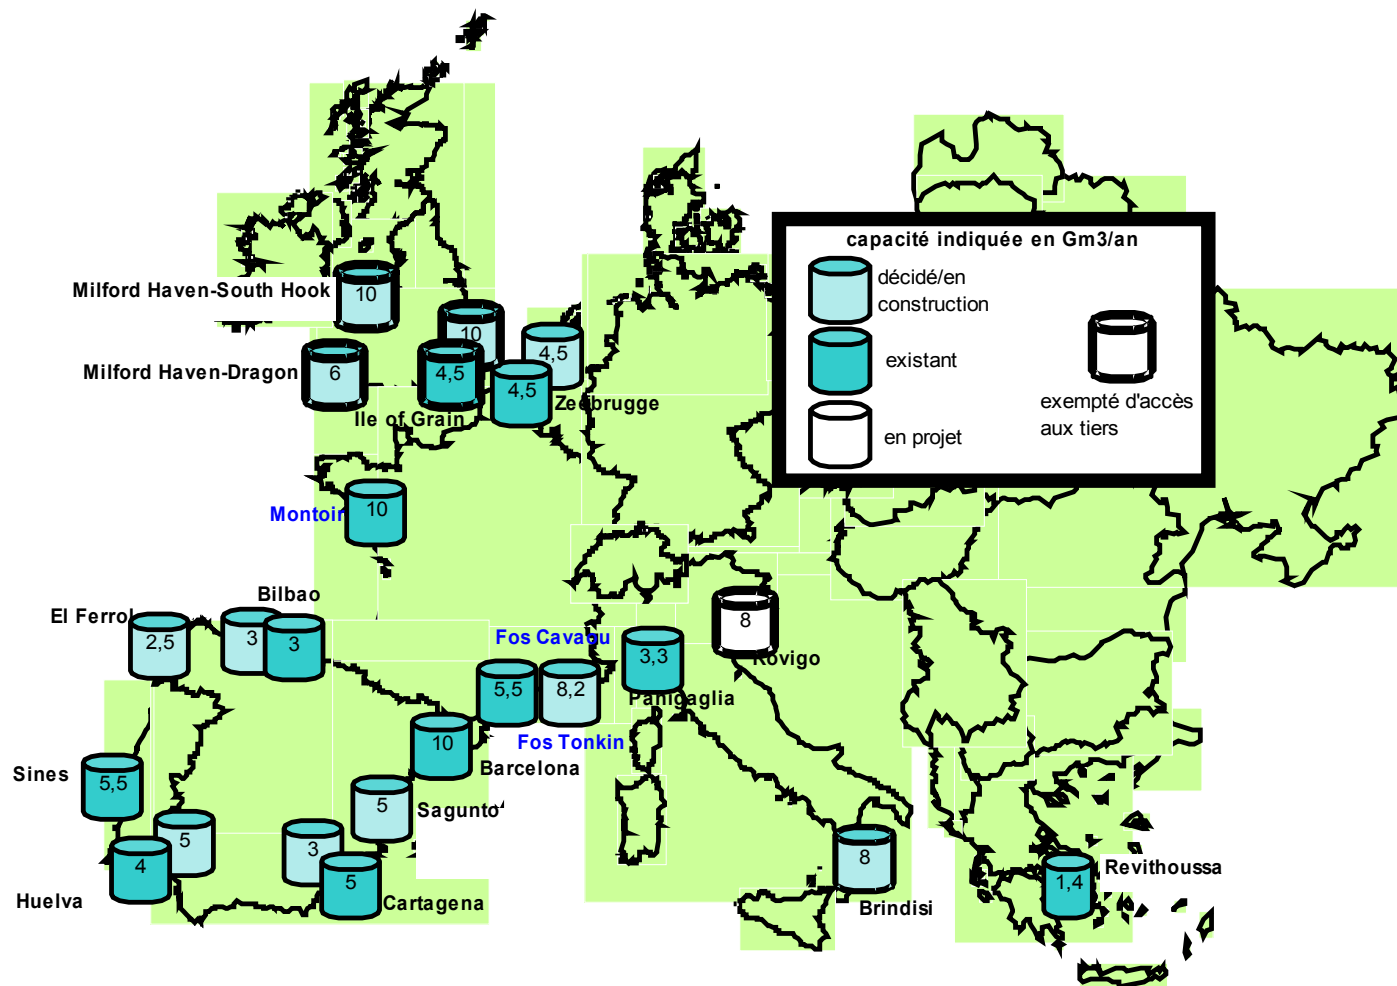 capacité indiquée en Gm3/an
décidé/en
construction
existant
en projet
exempté d'accès
aux tiers
Milford Haven-South Hook
10
10
4,5
Milford Haven-Dragon
6
4,5
4,5
Zeebrugge
Ile of Grain
Montoir
10
Bilbao
El Ferrol
2,5
3
3
Fos Cavaou
3,3
8
Rovigo
5,5
8,2
Panigaglia
Fos Tonkin
10
Barcelona
Sines
5,5
5
Sagunto
5
3
8
4
5
1,4
Revithoussa
Huelva
Cartagena
Brindisi